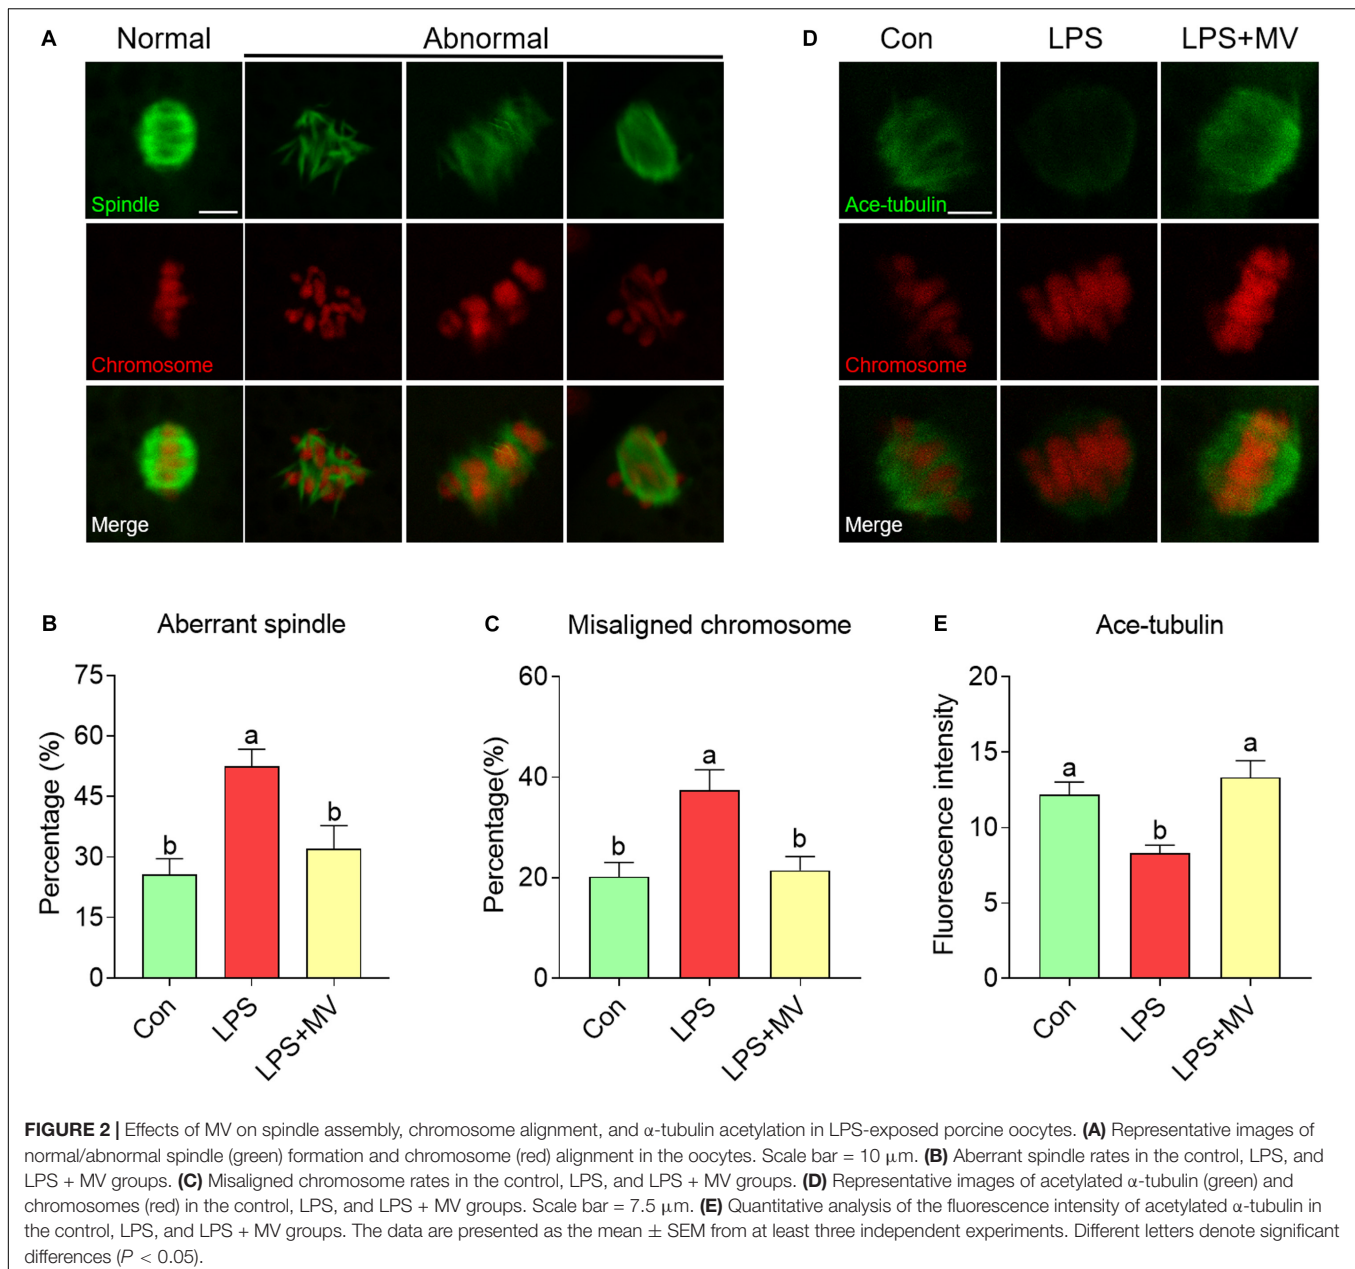 A
Normal
Abnormal
Spindle
Chromosome
Merge
D
Con
LPS
LPS+MV
Ace-tubulin
Chromosome
Merge
B
Aberrant spindle
Percentage (%)
75
60
45
30
15
0
b
a
b
Con
LPS
LPS+MV
C
Misaligned chromosome
Percentage(%)
60
40
20
0
b
a
b
Con
LPS
LPS+MV
E
Ace-tubulin
Fluorescence intensity
20
15
10
5
0
a
b
a
Con
LPS
LPS+MV
FIGURE 2 | Effects of MV on spindle assembly, chromosome alignment, and α-tubulin acetylation in LPS-exposed porcine oocytes. (A) Representative images of
normal/abnormal spindle (green) formation and chromosome (red) alignment in the oocytes. Scale bar = 10 μm. (B) Aberrant spindle rates in the control, LPS, and
LPS + MV groups. (C) Misaligned chromosome rates in the control, LPS, and LPS + MV groups. (D) Representative images of acetylated α-tubulin (green) and
chromosomes (red) in the control, LPS, and LPS + MV groups. Scale bar = 7.5 μm. (E) Quantitative analysis of the fluorescence intensity of acetylated α-tubulin in
the control, LPS, and LPS + MV groups. The data are presented as the mean ± SEM from at least three independent experiments. Different letters denote significant
differences (P < 0.05).